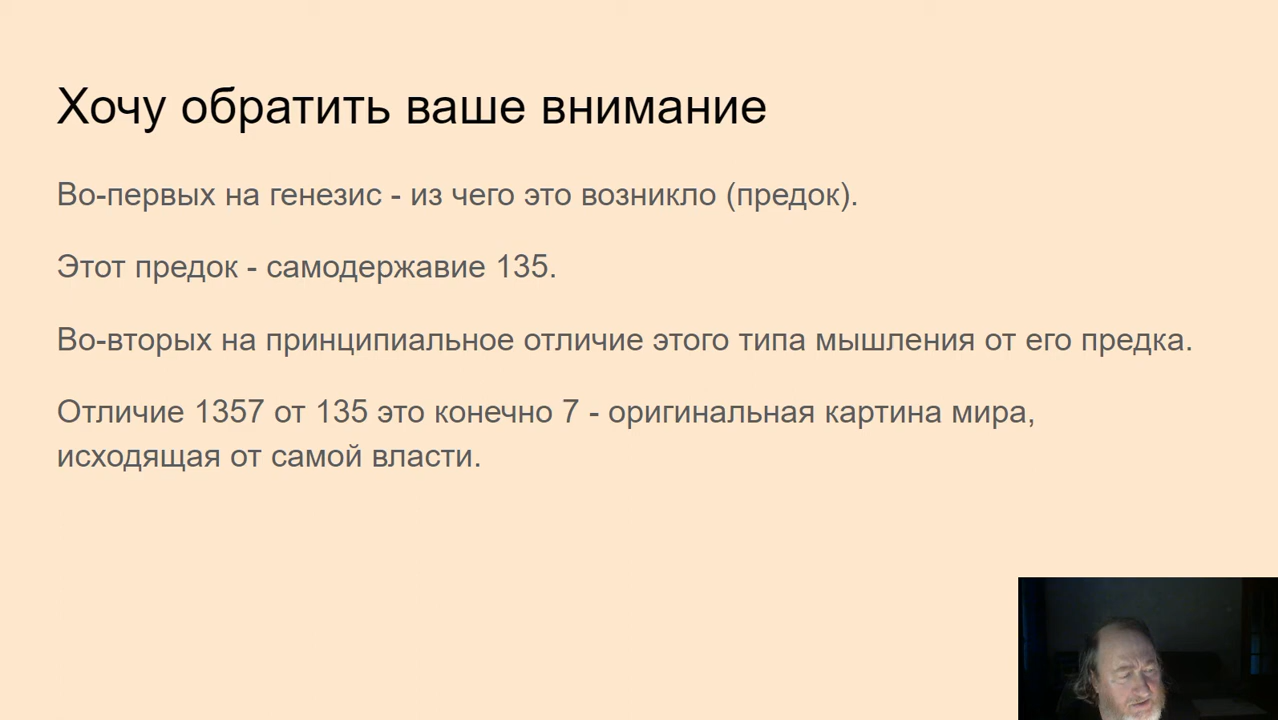 Хочу обратить ваше внимание
Во-первых на генезис - из чего это возникло (предок).
Этот предок - самодержавие 135.
Во-вторых на принципиальное отличие этого типа мышления от его предка.
Отличие 1357 от 135 это конечно 7 - оригинальная картина мира,
исходящая от самой власти.